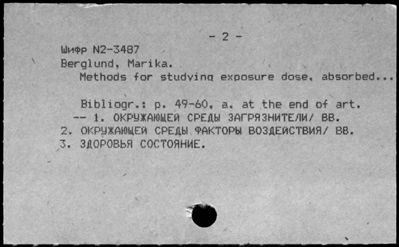 - 2 -
Шифр N2-3487
Berglund, Marika.
Methods for studying exposure dose, absorbed...
Bibliogr.: p. 49-60, a. at the end of art.
-- 1. ОКРУЖАЮЩЕЙ СРЕДЫ ЗАГРЯЗНИТЕЛИ/ ВВ.
2. ОКРУЖАЮЩЕЙ СРЕДЫ ФАКТОРЫ ВОЗДЕЙСТВИЯ/ ВВ.
3. ЗДОРОВЬЯ СОСТОЯНИЕ.